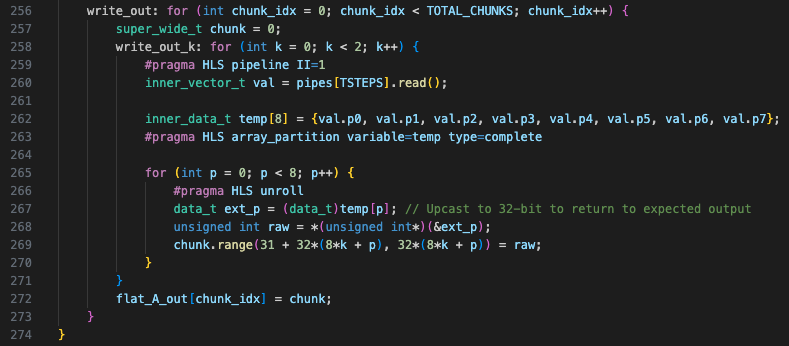 256 write_out: for (int chunk_idx = 0; chunk_idx < TOTAL_CHUNKS; chunk_idx++) {
257     super_wide_t chunk = 0;
258     write_out_k: for (int k = 0; k < 2; k++) {
259         #pragma HLS pipeline II=1
260         inner_vector_t val = pipes[TSTEPS].read();
261
262         inner_data_t temp[8] = {val.p0, val.p1, val.p2, val.p3, val.p4, val.p5, val.p6, val.p7};
263         #pragma HLS array_partition variable=temp type=complete
264
265         for (int p = 0; p < 8; p++) {
266             #pragma HLS unroll
267             data_t ext_p = (data_t)temp[p]; // Upcast to 32-bit to return to expected output
268             unsigned int raw = *(unsigned int*)(&ext_p);
269             chunk.range(31 + 32*(8*k + p), 32*(8*k + p)) = raw;
270         }
271     }
272     flat_A_out[chunk_idx] = chunk;
273 }
274 }